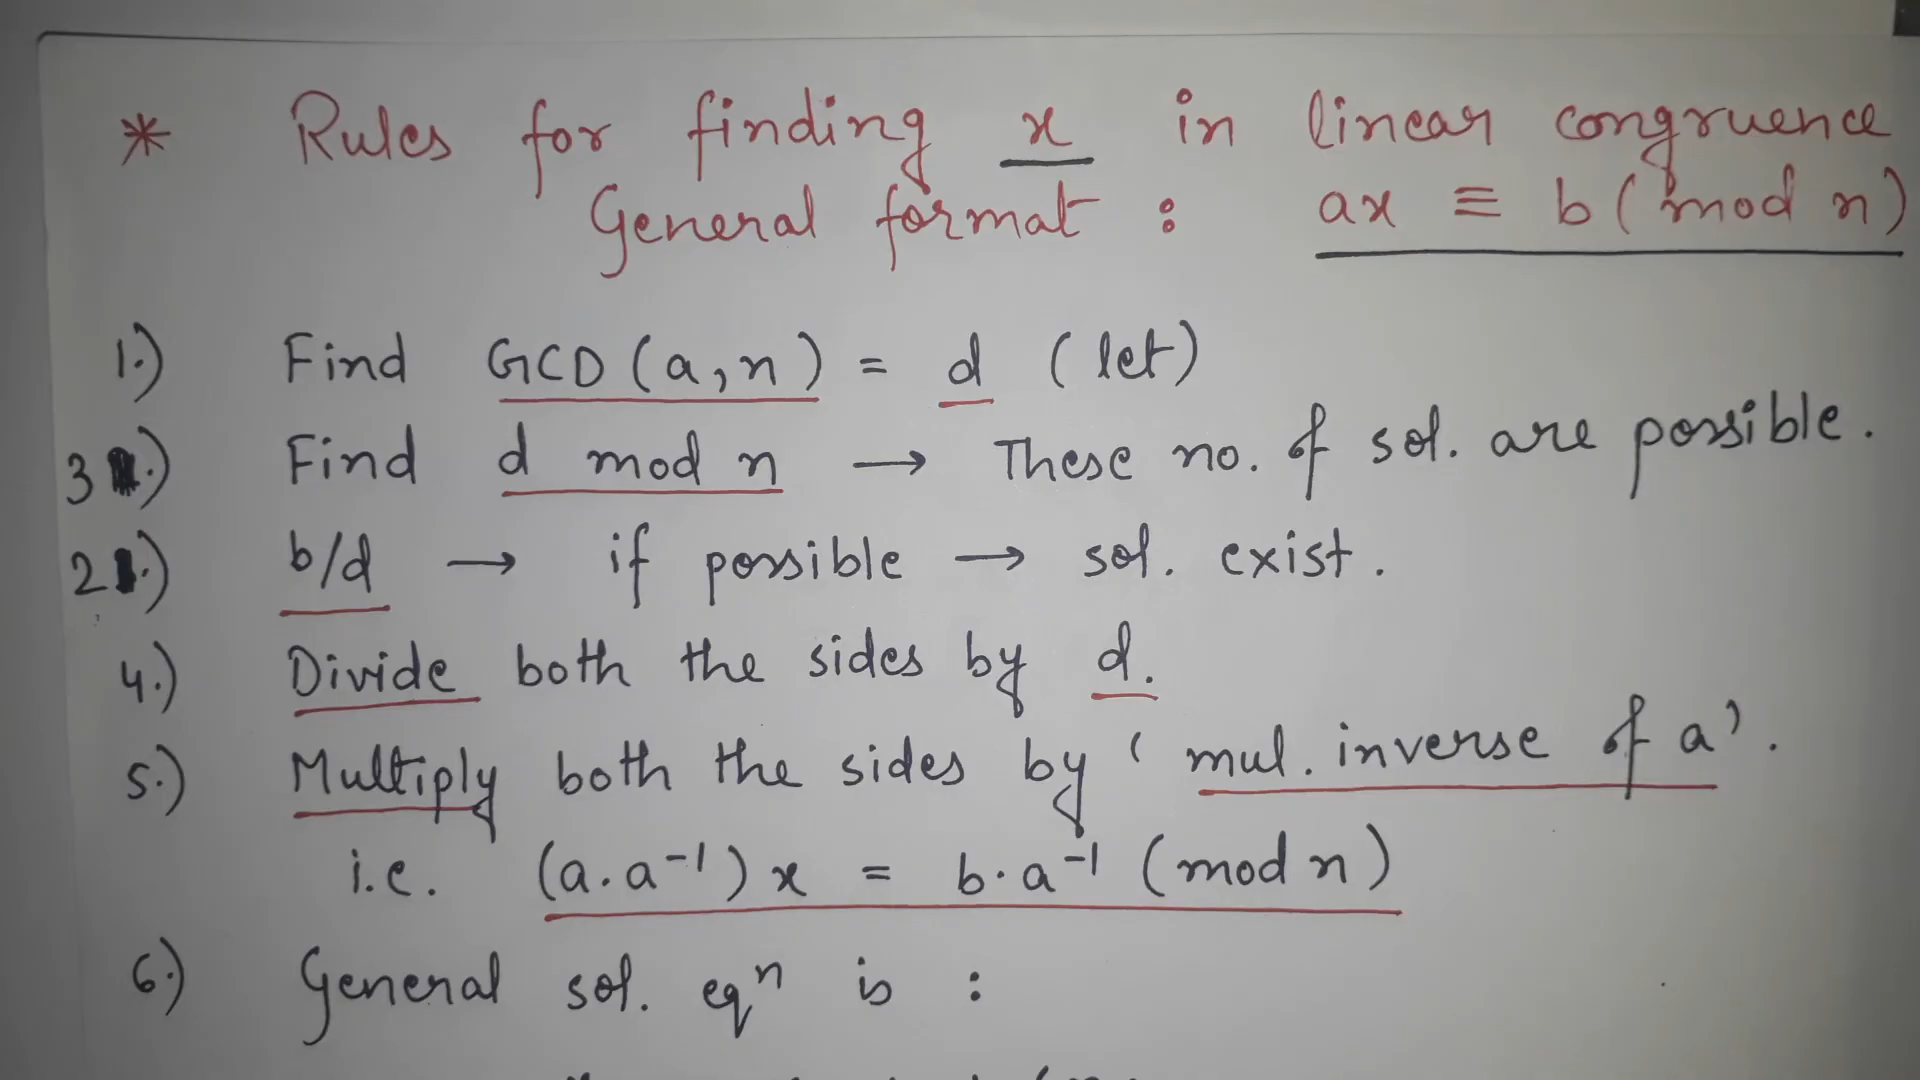 * Rules for finding x in linear congruence
General format : ax ≡ b (mod n)
1.) Find GCD (a, n) = d (let)
3.) Find d mod n → These no. of sol. are possible.
2.) b/d → if possible → sol. exist.
4.) Divide both the sides by d.
5.) Multiply both the sides by 'mul. inverse of a'.
i.e. (a.a⁻¹) x = b.a⁻¹ (mod n)
6.) General sol. eqⁿ is :